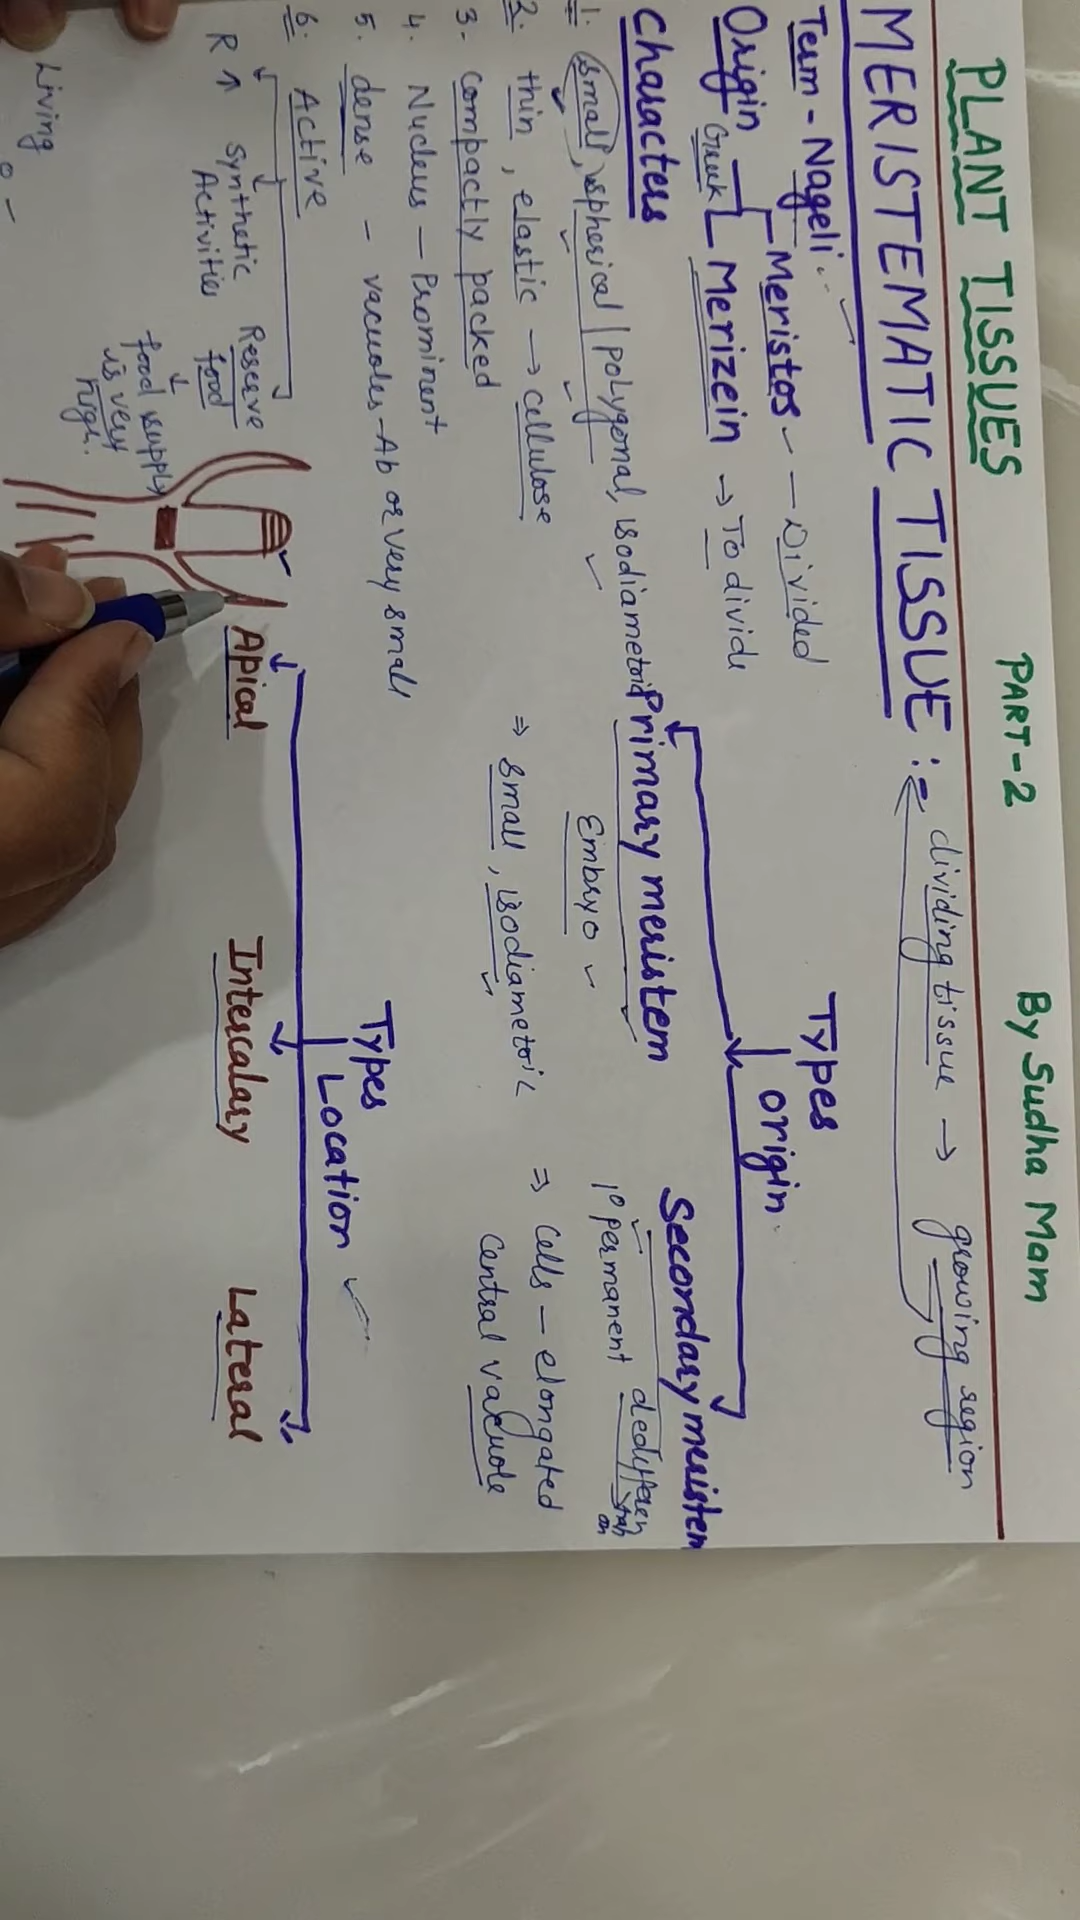 PLANT TISSUES PART-2 By Sudha Mam
MERISTEMATIC TISSUE :- dividing tissue → growing region
Term - Nageli
Origin Meristos - Divided
Greek Merizein → To divide
Characters
1. Small, spherical / polygonal, isodiametric
2. thin, elastic → cellulose
3. compactly packed
4. Nucleus - Prominent
5. dense - vacuoles-Ab or very small
6. Active
R ↑ Synthetic Activities
Reserve food
food supply
is very
high.
Living
Types
origin
Primary meristem Secondary meristem
Embryo
1° permanent dedifferen
tiati
on
⇒ small, isodiametric
⇒ Cells - elongated
Central vacuole
Types
Location
Apical Intercalary Lateral